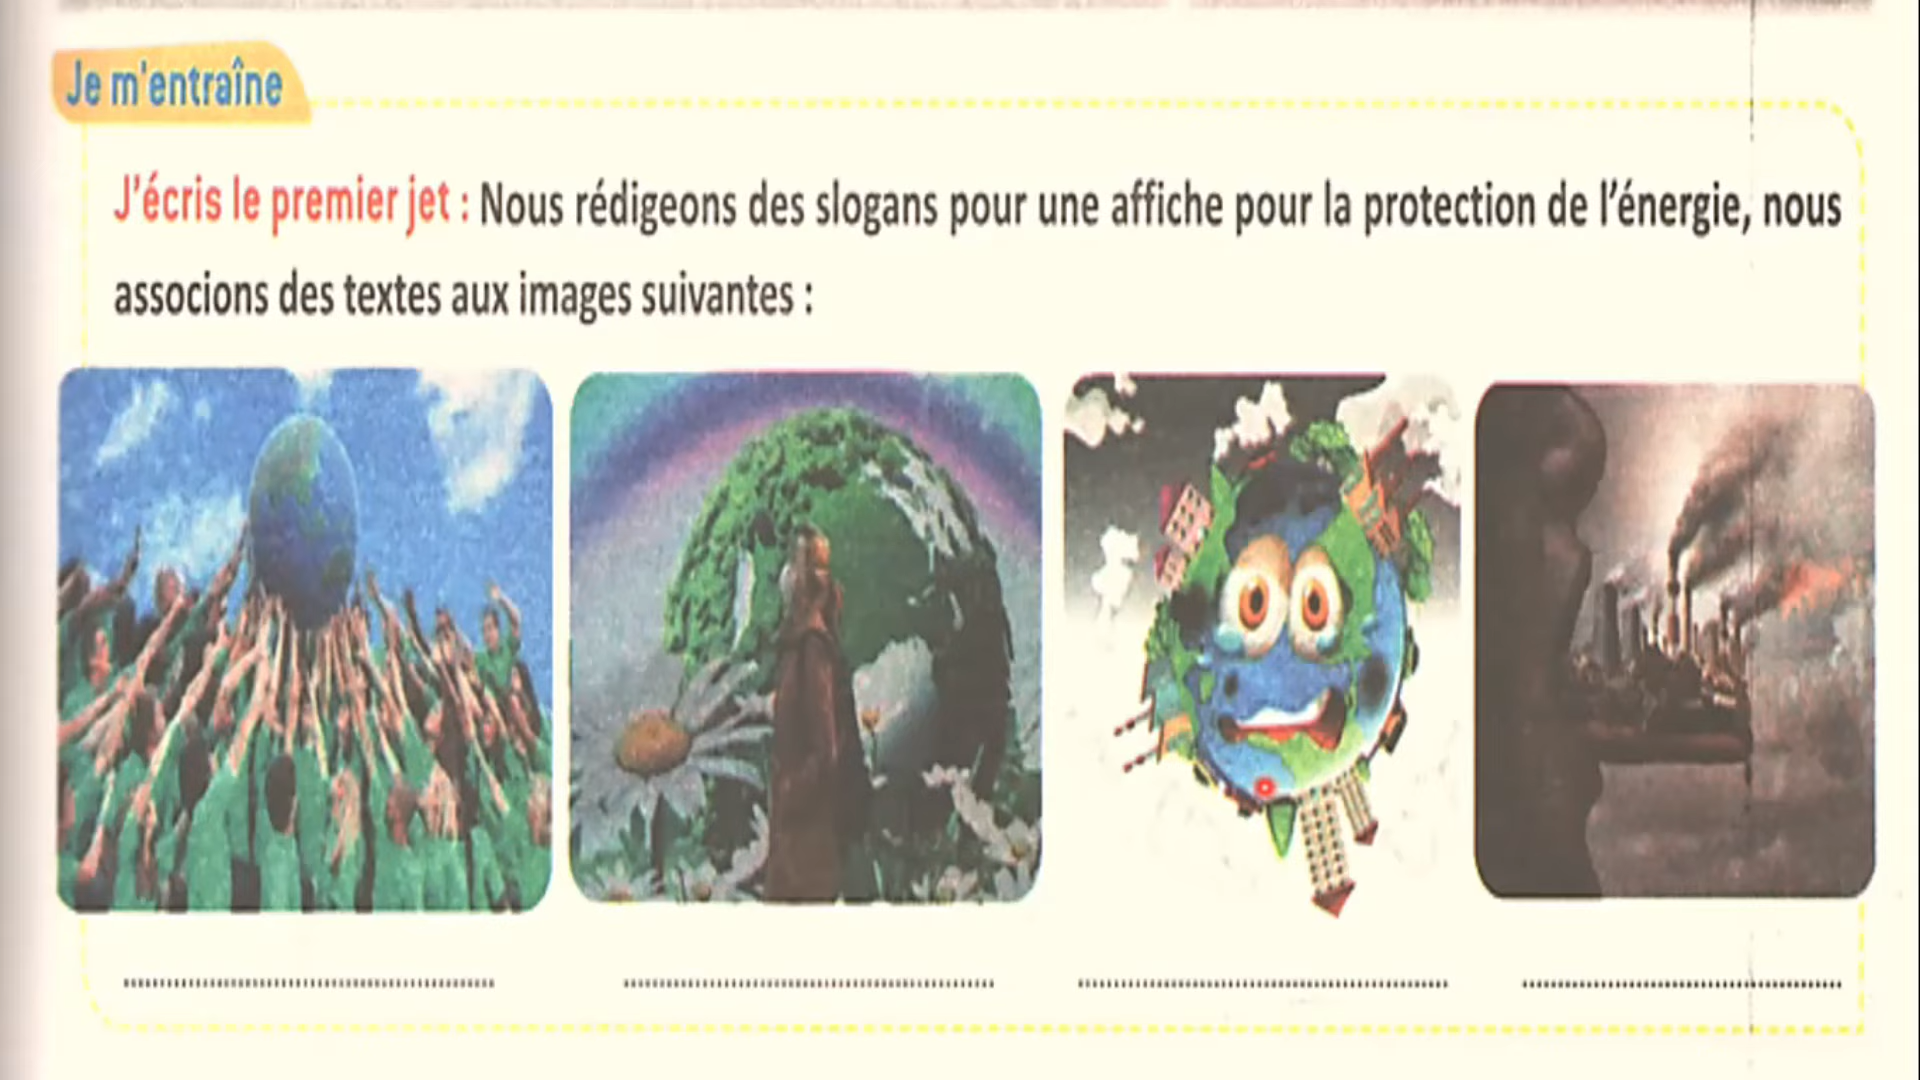 Je m'entraîne
J'écris le premier jet : Nous rédigeons des slogans pour une affiche pour la protection de l'énergie, nous
associons des textes aux images suivantes :